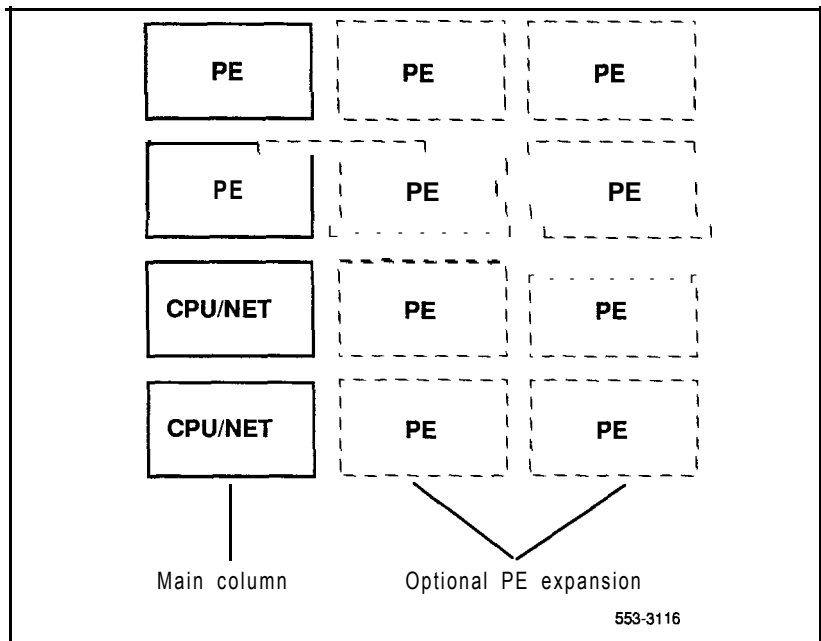 PE PE PE
PE PE PE
CPU/NET PE PE
CPU/NET PE PE
Main column Optional PE expansion
553-3116